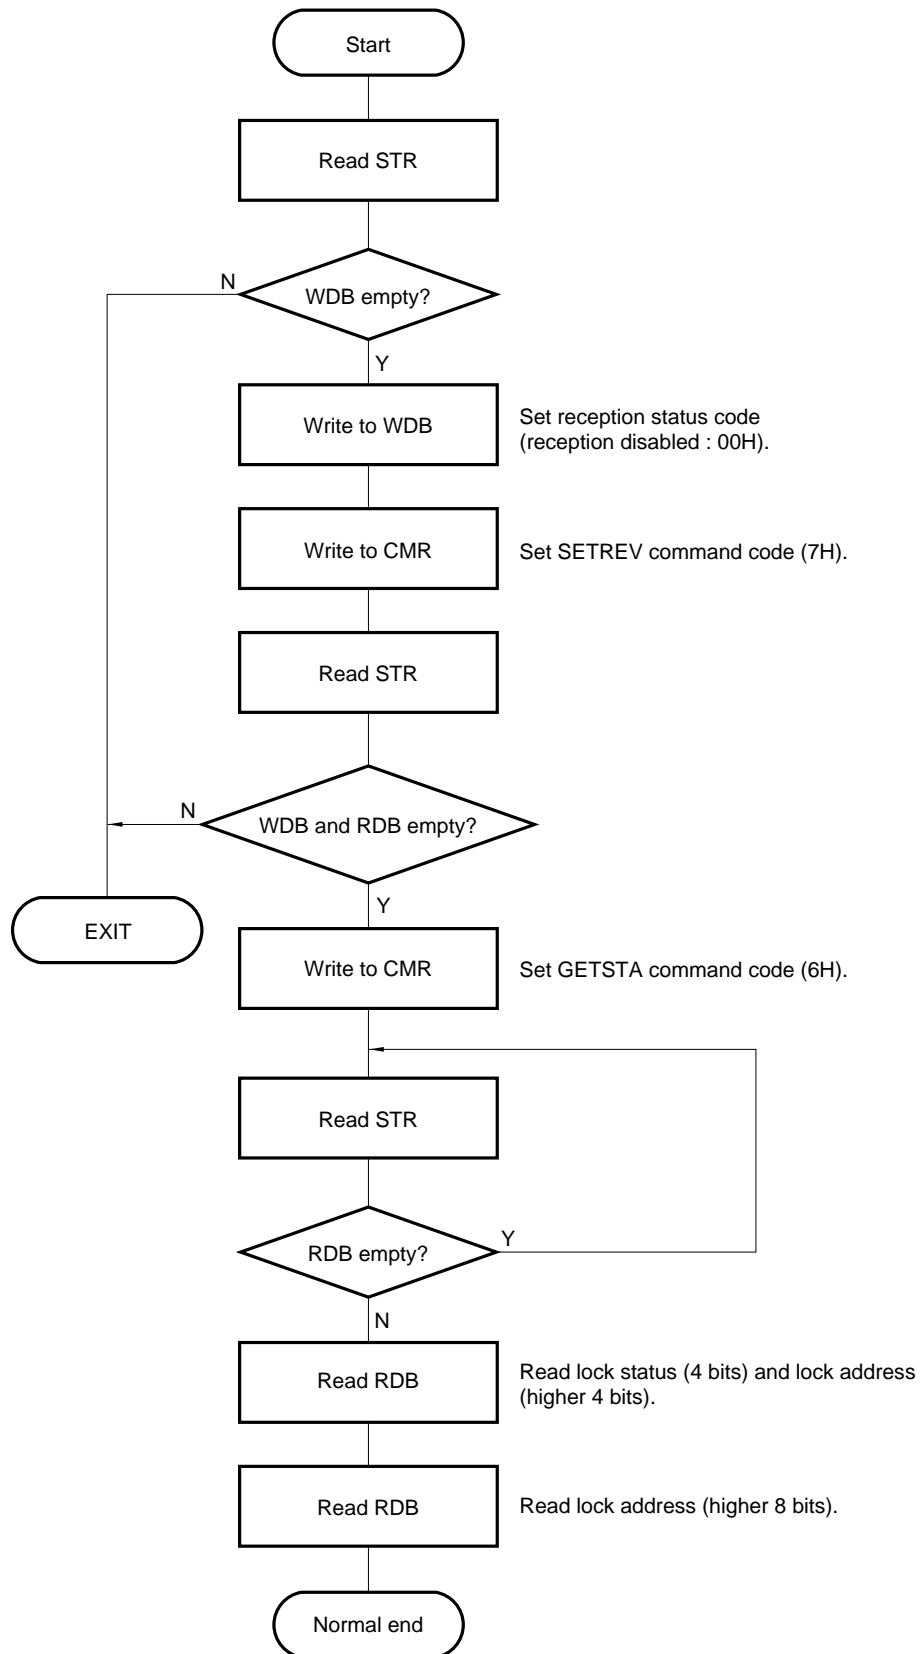 Start
Read STR
N
WDB empty?
Y
Write to WDB
Set reception status code
(reception disabled : 00H).
Write to CMR
Set SETREV command code (7H).
Read STR
N
WDB and RDB empty?
Y
EXIT
Write to CMR
Set GETSTA command code (6H).
Read STR
RDB empty?
Y
N
Read RDB
Read lock status (4 bits) and lock address
(higher 4 bits).
Read RDB
Read lock address (higher 8 bits).
Normal end